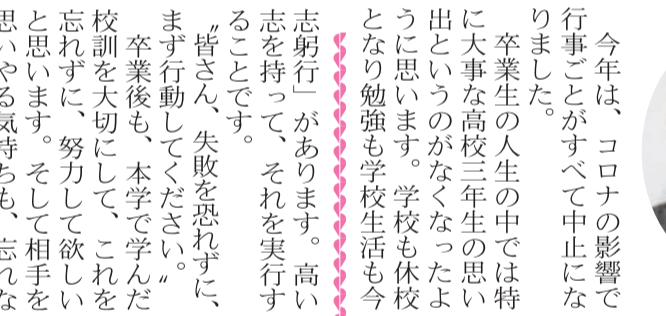 今年は、コロナの影響で
行事ごとがすべて中止にな
りました。
卒業生の人生の中では特
に大事な高校三年生の思い
出というのがなくなったよ
うに思います。学校も休校
となり勉強も学校生活も今
志躬行」があります。高い
志を持って、それを実行す
ることです。
〝皆さん、失敗を恐れずに、
まず行動してください。〟
卒業後も、本学で学んだ
校訓を大切にして、これを
忘れずに、努力して欲しい
と思います。そして相手を
思いやる気持ちも、忘れな